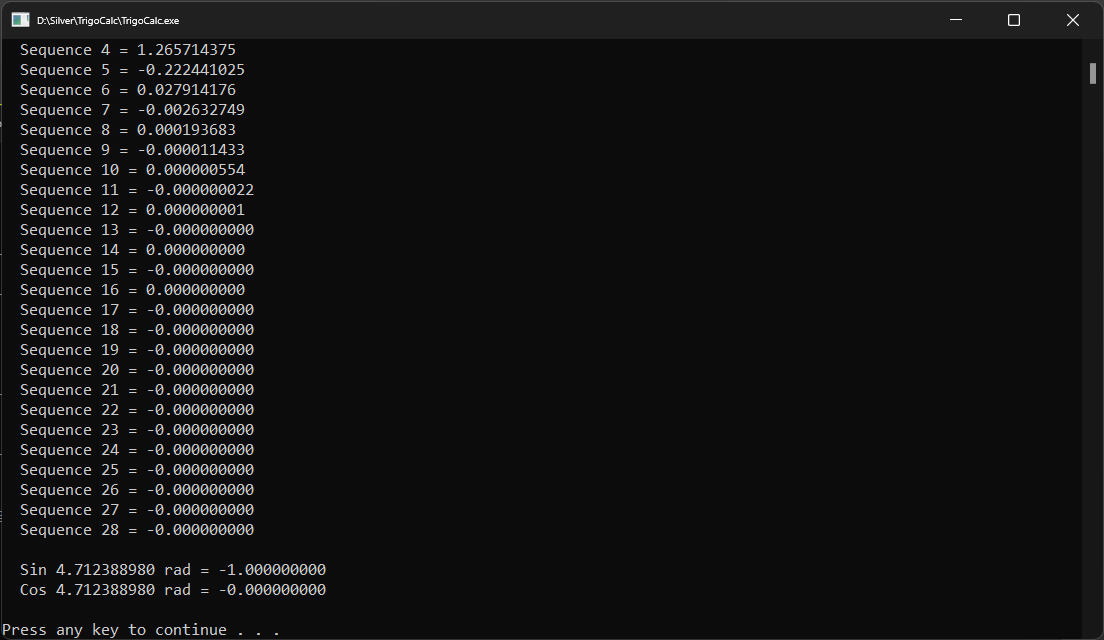 D:\Silver\TrigoCalc\TrigoCalc.exe
Sequence 4 = 1.265714375
Sequence 5 = -0.222441025
Sequence 6 = 0.027914176
Sequence 7 = -0.002632749
Sequence 8 = 0.000193683
Sequence 9 = -0.000011433
Sequence 10 = 0.000000554
Sequence 11 = -0.000000022
Sequence 12 = 0.000000001
Sequence 13 = -0.000000000
Sequence 14 = 0.000000000
Sequence 15 = -0.000000000
Sequence 16 = 0.000000000
Sequence 17 = -0.000000000
Sequence 18 = -0.000000000
Sequence 19 = -0.000000000
Sequence 20 = -0.000000000
Sequence 21 = -0.000000000
Sequence 22 = -0.000000000
Sequence 23 = -0.000000000
Sequence 24 = -0.000000000
Sequence 25 = -0.000000000
Sequence 26 = -0.000000000
Sequence 27 = -0.000000000
Sequence 28 = -0.000000000
Sin 4.712388980 rad = -1.000000000
Cos 4.712388980 rad = -0.000000000
Press any key to continue . . .